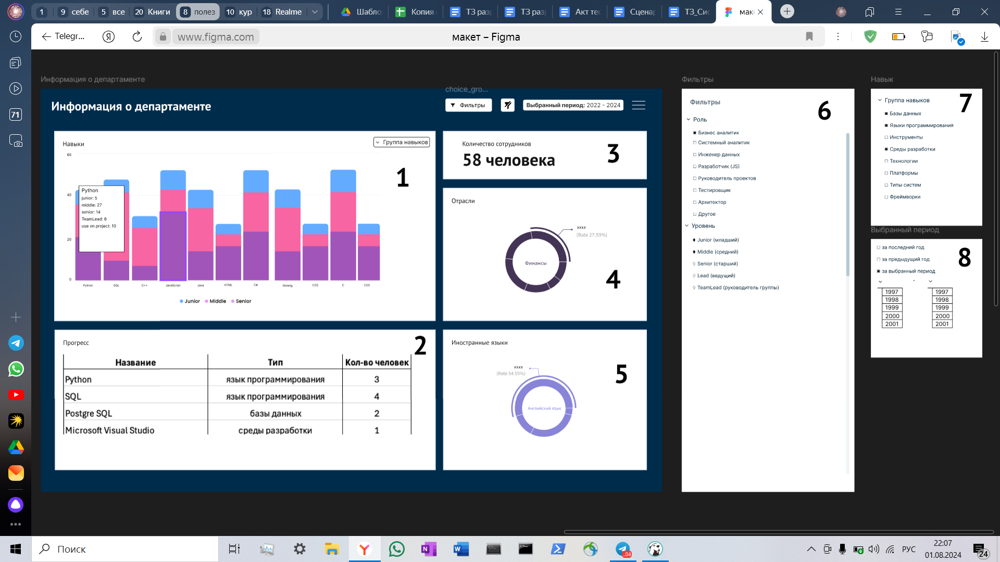 1
9 себе
5 все
20 Книги
8 полез
10 кур
18 Realme
Шабло
Копия
ТЗ раз
ТЗ раз
Акт тес
Сценар
ТЗ_Сис
мак
Telegr...
www.figma.com
макет – Figma
71
Информация о департаменте
choice_gro...
Фильтры
Навык
Информация о департаменте
Фильтры
Выбранный период: 2022 - 2024
Навыки
Группа навыков
1
60
40
20
0
Python
junior: 5
middle: 27
senior: 14
TeamLead: 6
use on project: 10
Python
SQL
C++
JavaScript
Java
HTML
C#
Golang
CSS
C
CSS
Junior
Middle
Senior
Количество сотрудников
58 человека
3
Отрасли
xxxx
(Rate 27.59%)
Финансы
4
Прогресс
2
Название Тип Кол-во человек
Python язык программирования 3
SQL язык программирования 4
Postgre SQL базы данных 2
Microsoft Visual Studio среды разработки 1
Иностранные языки
xxxx
(Rate 54.55%)
Английский язык
5
Фильтры
6
Роль
Бизнес аналитик
Системный аналитик
Инженер данных
Разработчик (JS)
Руководитель проектов
Тестировщик
Архитектор
Другое
Уровень
Junior (младший)
Middle (средний)
Senior (старший)
Lead (ведущий)
TeamLead (руководитель группы)
Группа навыков
7
Базы данных
Языки программирования
Инструменты
Среды разработки
Технологии
Платформы
Типы систем
Фреймворки
Выбранный период
за последний год
за предыдущий год
за выбранный период
8
1997 1997
1998 1998
1999 1999
2000 2000
2001 2001
Поиск
04
РУС
22:07
01.08.2024
24